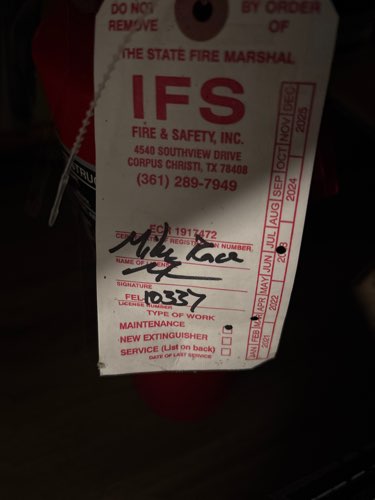 DO NOT REMOVE
BY ORDER OF
THE STATE FIRE MARSHAL
IFS
FIRE & SAFETY, INC.
4540 SOUTHVIEW DRIVE
CORPUS CHRISTI, TX 78408
(361) 289-7949
ECR 1917472
REGISTRATION NUMBER
Mike
NAME OF
SIGNATURE
FEL 10337
LICENSE NUMBER
TYPE OF WORK
MAINTENANCE
NEW EXTINGUISHER
SERVICE (List on back)
DATE OF LAST SERVICE
JAN FEB MAR APR MAY JUN JUL AUG SEP OCT NOV DEC
2021 2022 2023 2024 2025